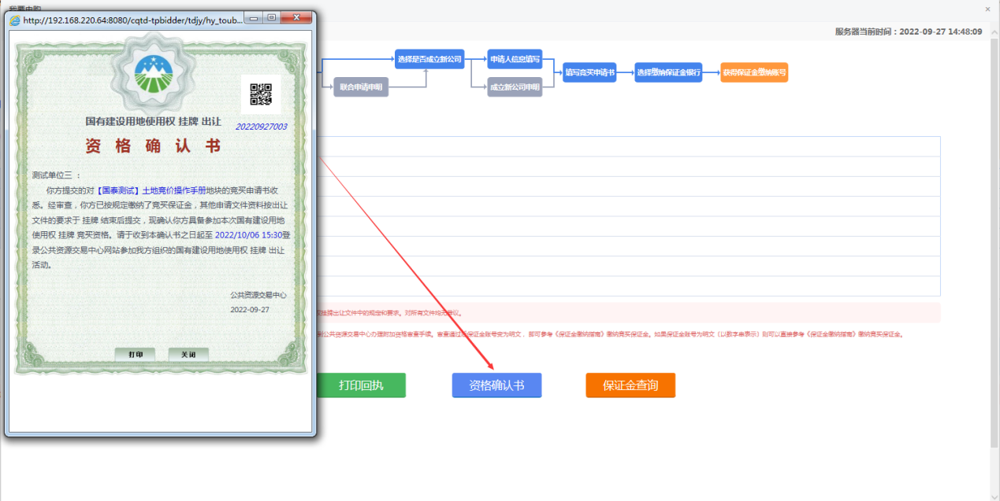 我要申购
http://192.168.220.64:8080/cqtd-tpbidder/tdjy/hy_toub...
服务器当前时间：2022-09-27 14:48:09
选择是否成立新公司
申请人信息填写
填写竞买申请书
选择缴纳保证金银行
获得保证金缴纳账号
联合申请申明
成立新公司申明
国有建设用地使用权 挂牌 出让
20220927003
资 格 确 认 书
测试单位三 ：
你方提交的对【国泰测试】土地竞价操作手册地块的竞买申请书收
悉。经审查，你方已按规定缴纳了竞买保证金，其他申请文件资料按出让
文件的要求于 挂牌 结束后提交，现确认你方具备参加本次国有建设用地
使用权 挂牌 竞买资格。请于收到本确认书之日起至 2022/10/06 15:30登
录公共资源交易中心网站参加我方组织的国有建设用地使用权 挂牌 出让
活动。
公共资源交易中心
2022-09-27
打印
关闭
挂牌出让文件中的规定和要求。对所有文件均无异议。
公共资源交易中心办理附加资格审查手续。审查通过后保证金账号变为明文，即可参考《保证金缴纳指南》缴纳竞买保证金。如果保证金账号为明文（以数字串表示）则可以直接参考《保证金缴纳指南》缴纳竞买保证金。
打印回执
资格确认书
保证金查询